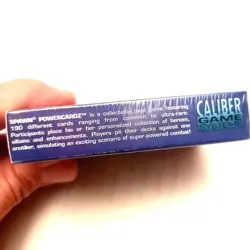 SPAWN® POWERCARDZ™ is a collectable card game featuring
190 different cards ranging from common to ultra-rare.
Participants place his or her personalized collection of heroes,
villains and enhancements. Players pit their decks against one
another, simulating an exciting scenario of super-powered combat!
CALIBER
GAME